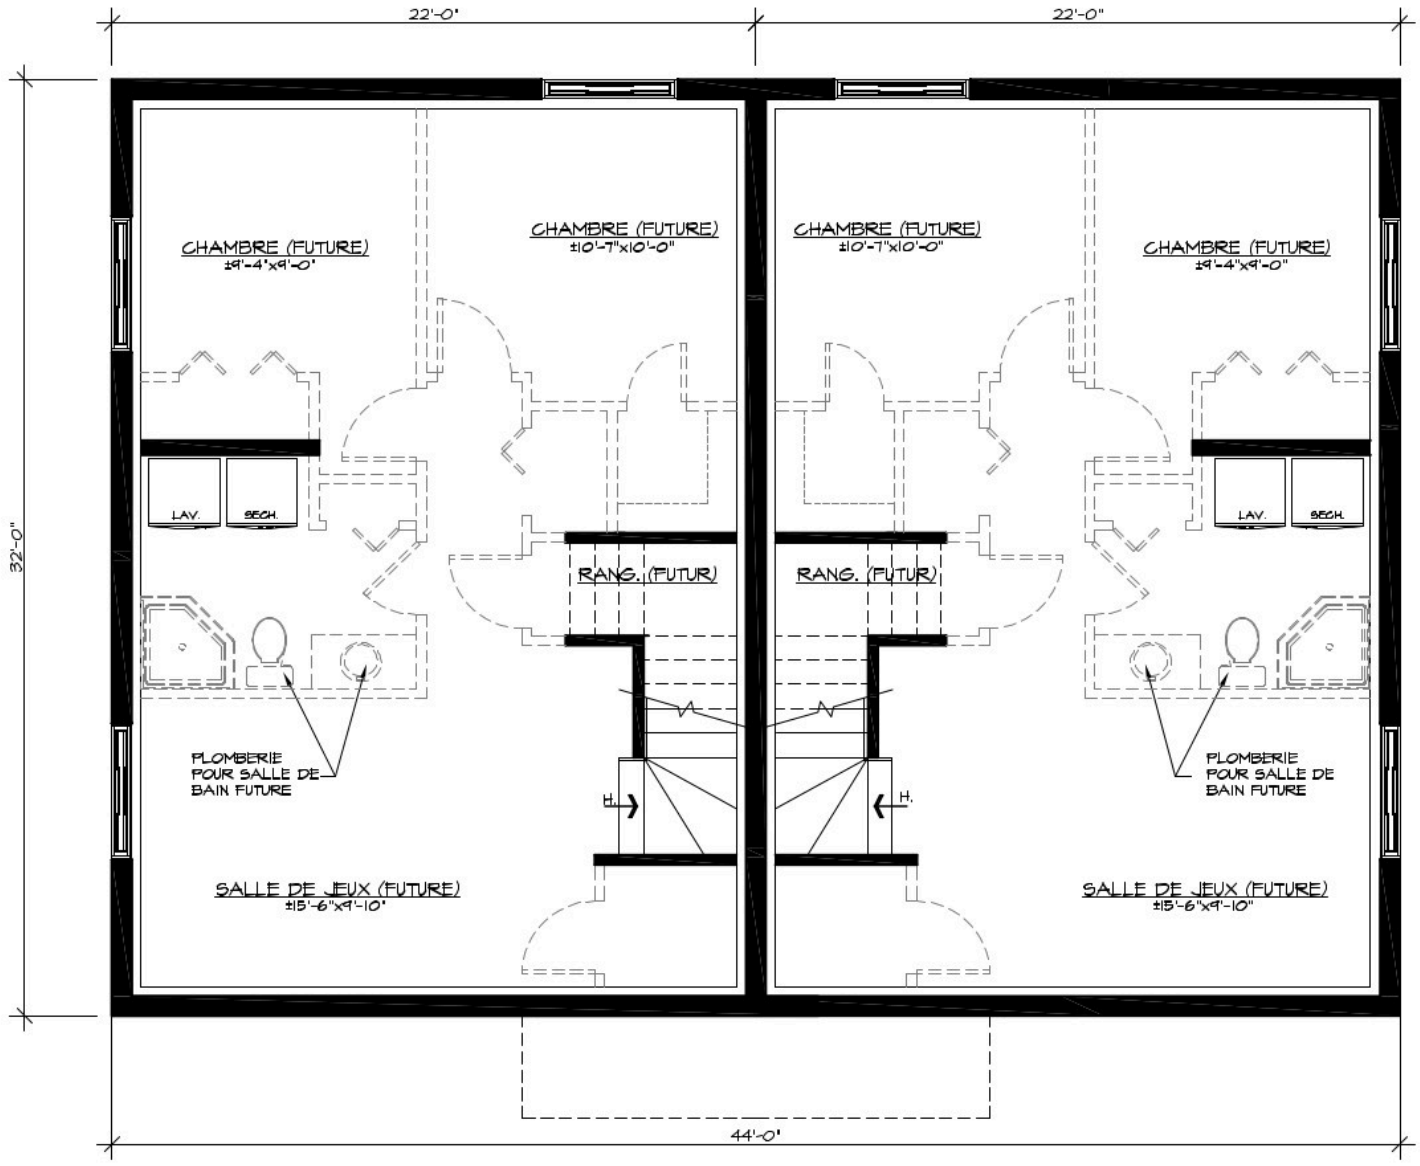 22'-0"
22'-0"
32'-0"
CHAMBRE (FUTURE)
±9'-4"x9'-0"
CHAMBRE (FUTURE)
±10'-7"x10'-0"
CHAMBRE (FUTURE)
±10'-7"x10'-0"
CHAMBRE (FUTURE)
±9'-4"x9'-0"
LAV.
SECH.
LAV.
SECH.
RANG. (FUTUR)
RANG. (FUTUR)
PLOMBERIE
POUR SALLE DE
BAIN FUTURE
H.
H.
PLOMBERIE
POUR SALLE DE
BAIN FUTURE
SALLE DE JEUX (FUTURE)
±15'-6"x9'-10"
SALLE DE JEUX (FUTURE)
±15'-6"x9'-10"
44'-0"